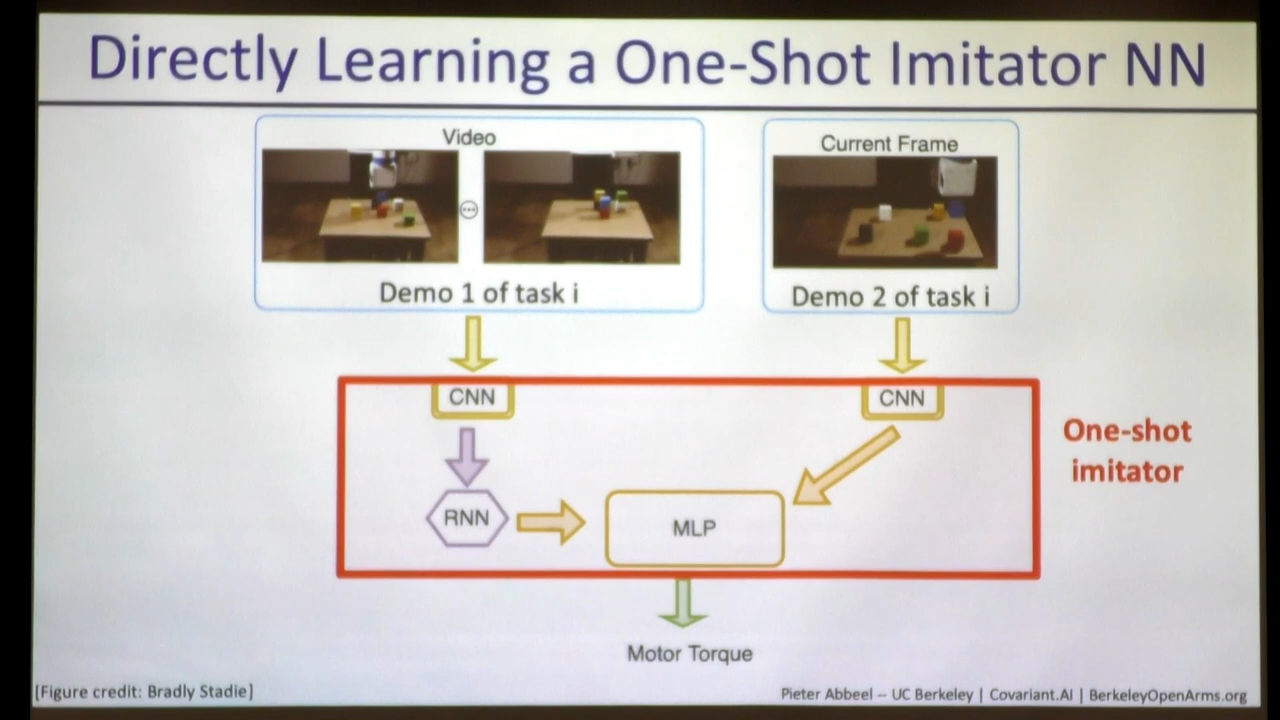 Directly Learning a One-Shot Imitator NN
Video
Current Frame
Demo 1 of task i
Demo 2 of task i
CNN
CNN
One-shot
imitator
RNN
MLP
Motor Torque
[Figure credit: Bradly Stadie]
Pieter Abbeel – UC Berkeley | Covariant.AI | BerkeleyOpenArms.org